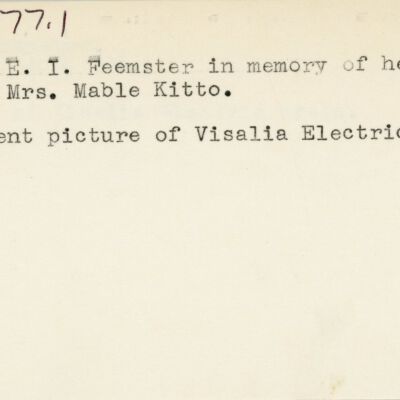 77.1
E. I. Feemster in memory of he
Mrs. Mable Kitto.
ent picture of Visalia Electric